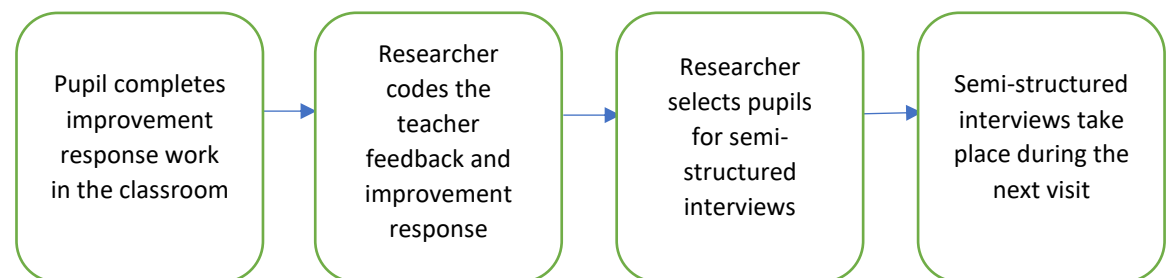 Pupil completes
improvement
response work
in the classroom
Researcher
codes the
teacher
feedback and
improvement
response
Researcher
selects pupils
for semi-
structured
interviews
Semi-structured
interviews take
place during the
next visit